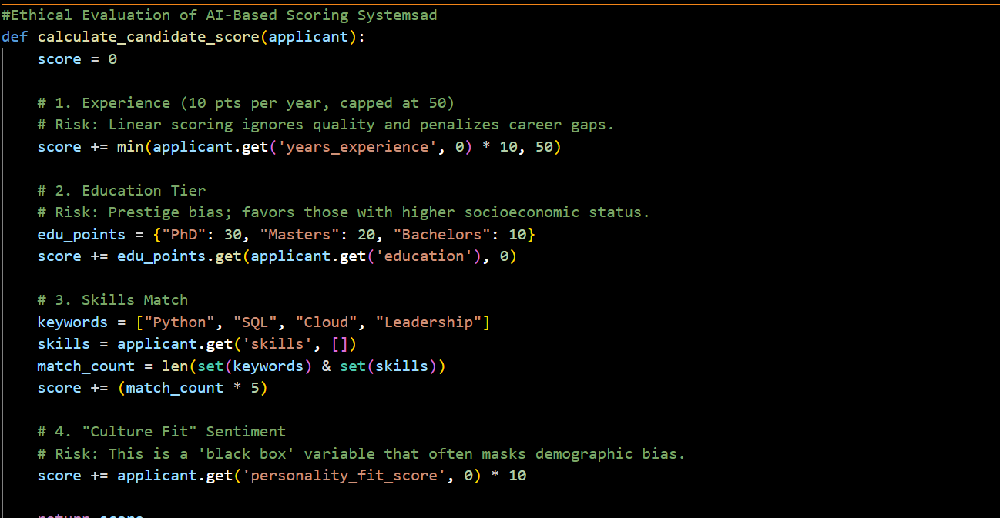 #Ethical Evaluation of AI-Based Scoring Systemsad
def calculate_candidate_score(applicant):
    score = 0

    # 1. Experience (10 pts per year, capped at 50)
    # Risk: Linear scoring ignores quality and penalizes career gaps.
    score += min(applicant.get('years_experience', 0) * 10, 50)

    # 2. Education Tier
    # Risk: Prestige bias; favors those with higher socioeconomic status.
    edu_points = {"PhD": 30, "Masters": 20, "Bachelors": 10}
    score += edu_points.get(applicant.get('education'), 0)

    # 3. Skills Match
    keywords = ["Python", "SQL", "Cloud", "Leadership"]
    skills = applicant.get('skills', [])
    match_count = len(set(keywords) & set(skills))
    score += (match_count * 5)

    # 4. "Culture Fit" Sentiment
    # Risk: This is a 'black box' variable that often masks demographic bias.
    score += applicant.get('personality_fit_score', 0) * 10

    return score